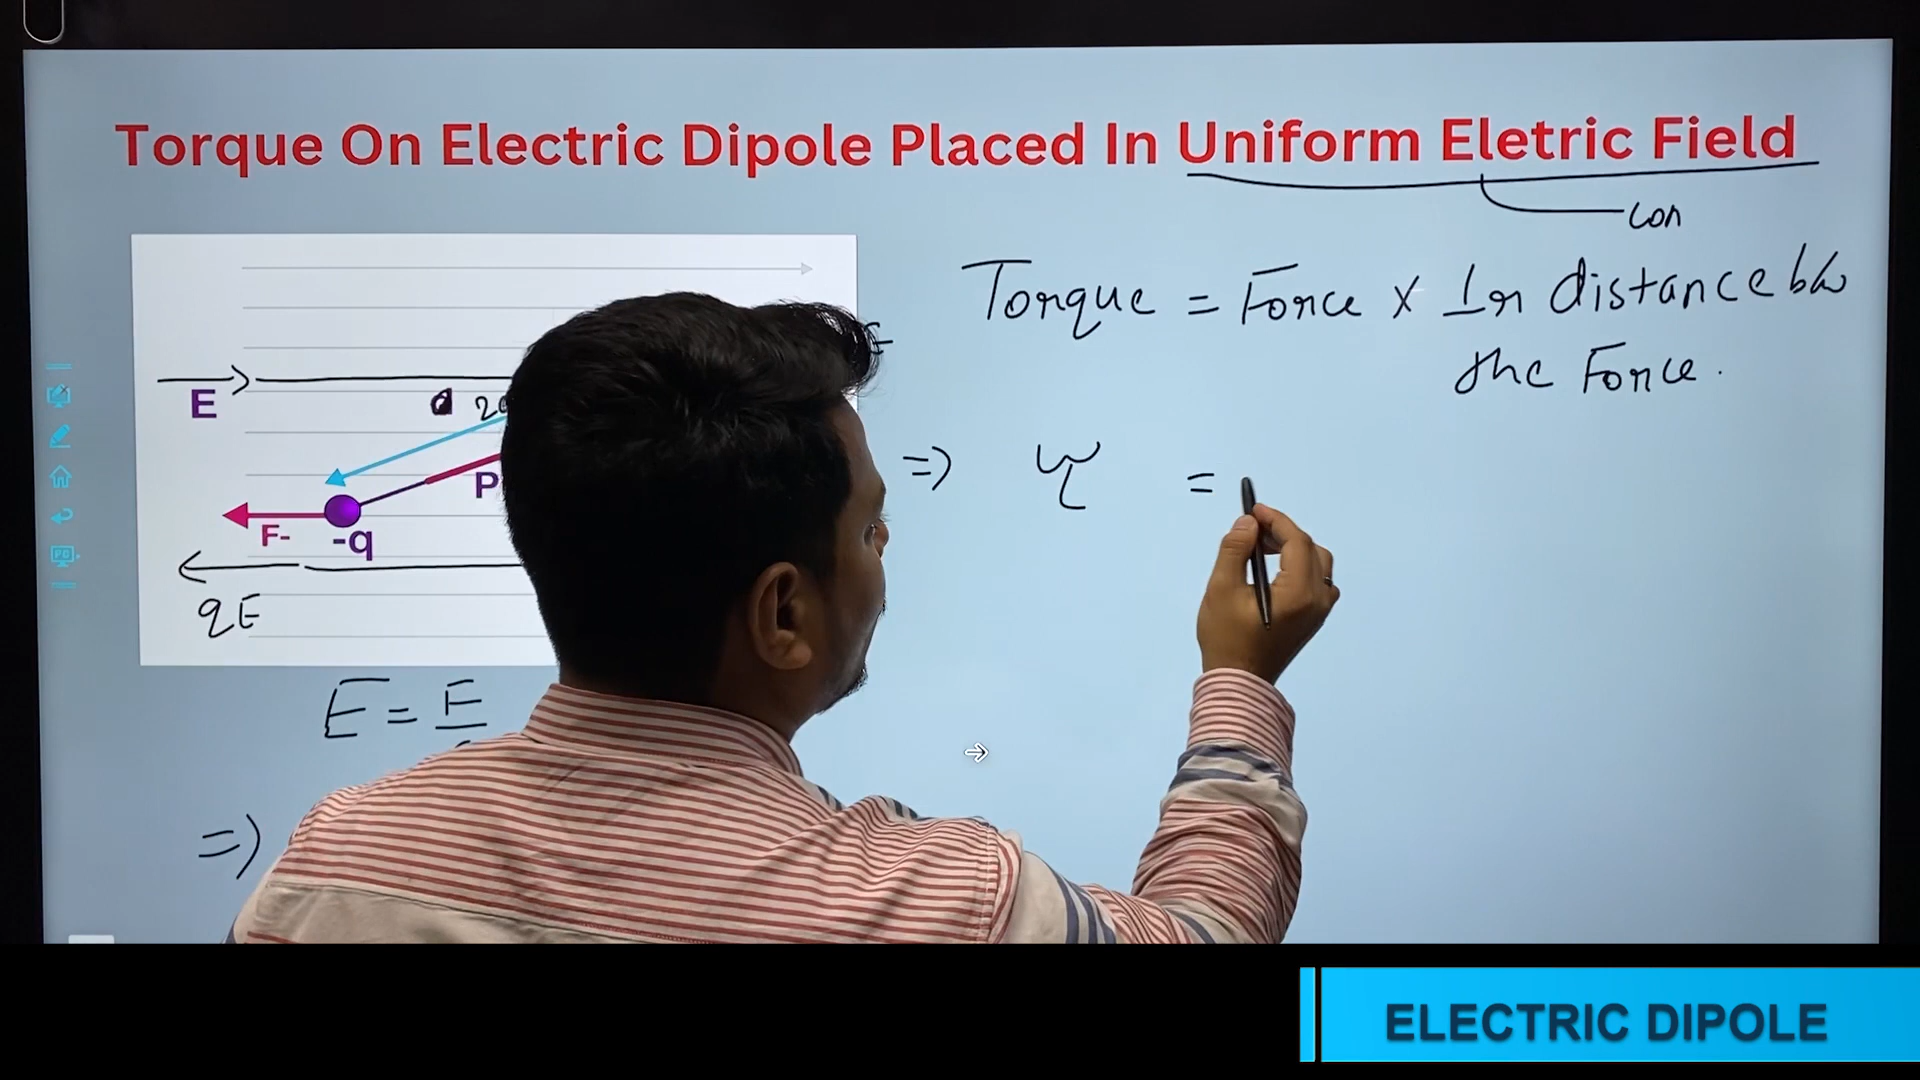 Torque On Electric Dipole Placed In Uniform Eletric Field
con
Torque = Force × ⊥r distance b/w
the Force.
E
P
F-
-q
qE
=> τ =
E = F
=>
ELECTRIC DIPOLE